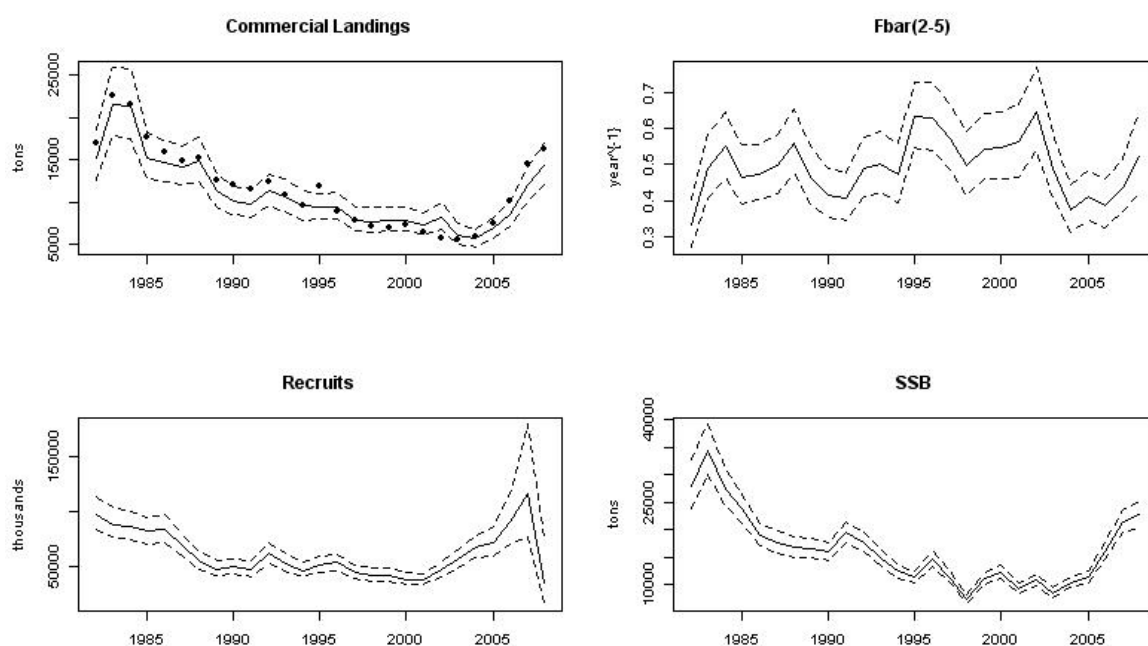 Commercial Landings
tons
25000
15000
5000
1985 1990 1995 2000 2005
Fbar(2-5)
year^{-1}
0.7
0.6
0.5
0.4
0.3
1985 1990 1995 2000 2005
Recruits
thousands
150000
50000
1985 1990 1995 2000 2005
SSB
tons
40000
25000
10000
1985 1990 1995 2000 2005